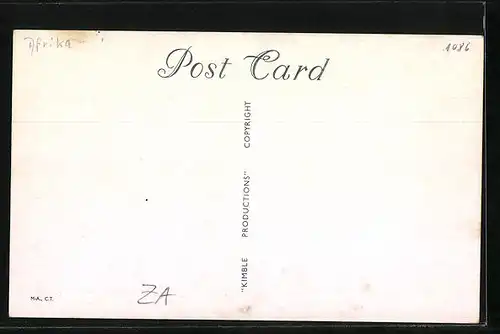 Afrika
1086
Post Card
"KIMBLE PRODUCTIONS" COPYRIGHT
M-A., C.T.
ZA